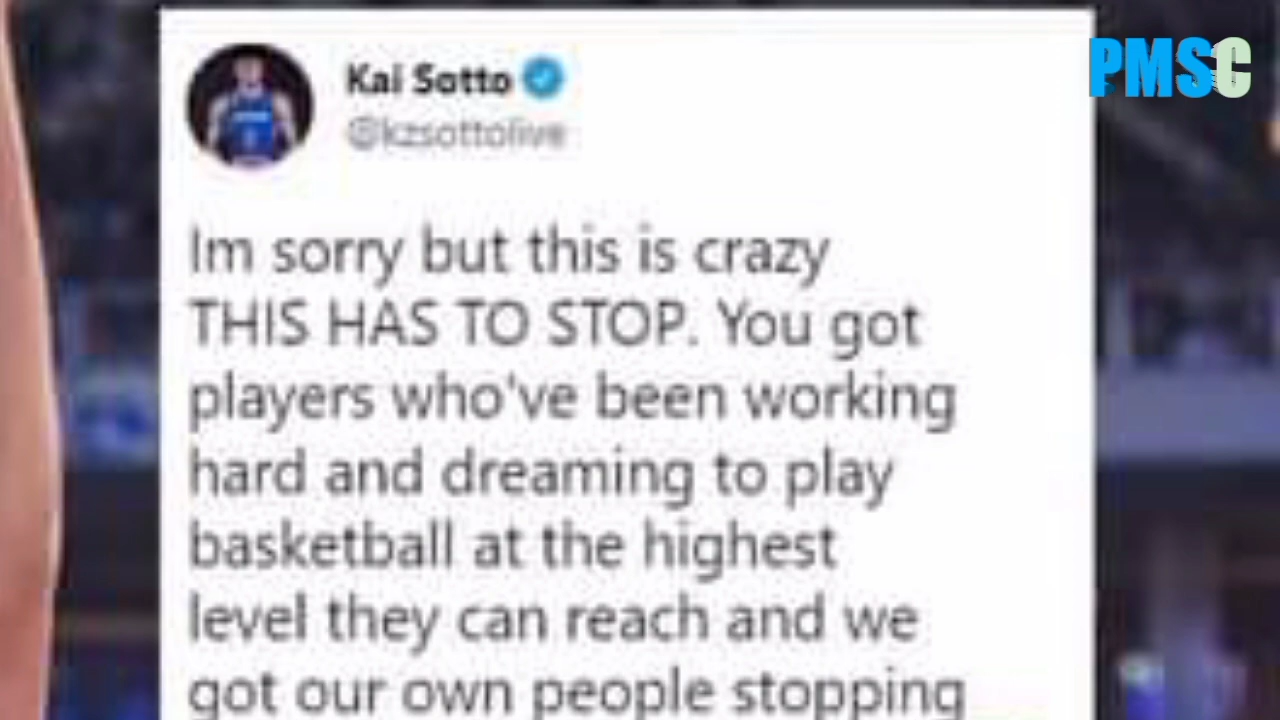 PMSC
Kai Sotto
@kzsottolive
Im sorry but this is crazy
THIS HAS TO STOP. You got
players who've been working
hard and dreaming to play
basketball at the highest
level they can reach and we
got our own people stopping